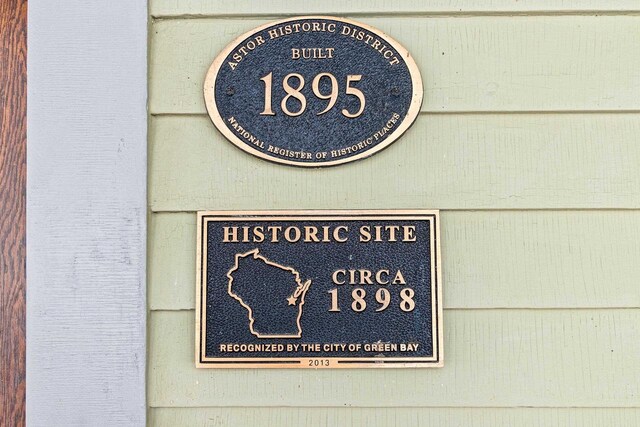 ASTOR HISTORIC DISTRICT
BUILT
1895
NATIONAL REGISTER OF HISTORIC PLACES
HISTORIC SITE
CIRCA
1898
RECOGNIZED BY THE CITY OF GREEN BAY
2013